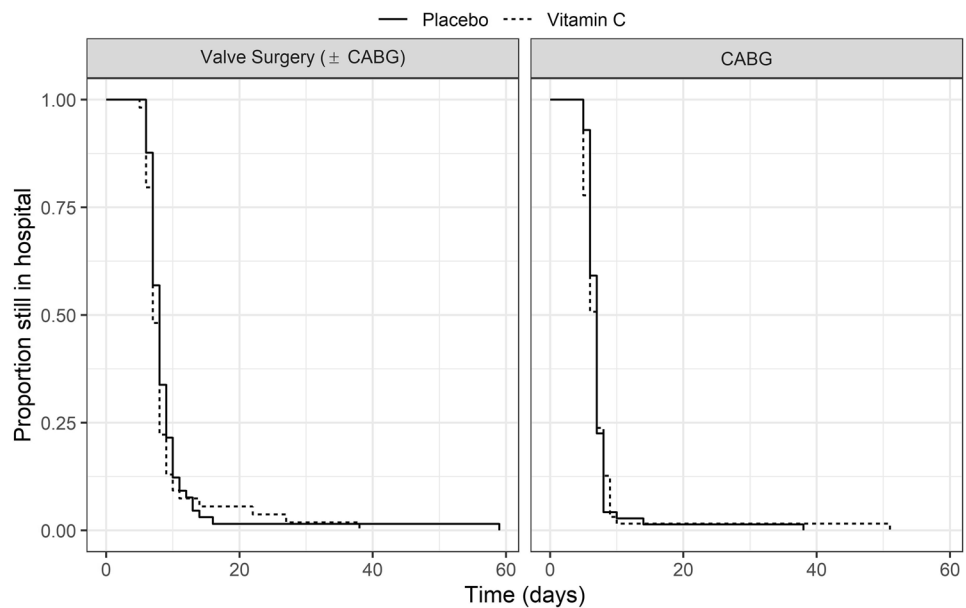 Placebo Vitamin C
Valve Surgery (± CABG) CABG
Proportion still in hospital
1.00
0.75
0.50
0.25
0.00
0 20 40 60 0 20 40 60
Time (days)